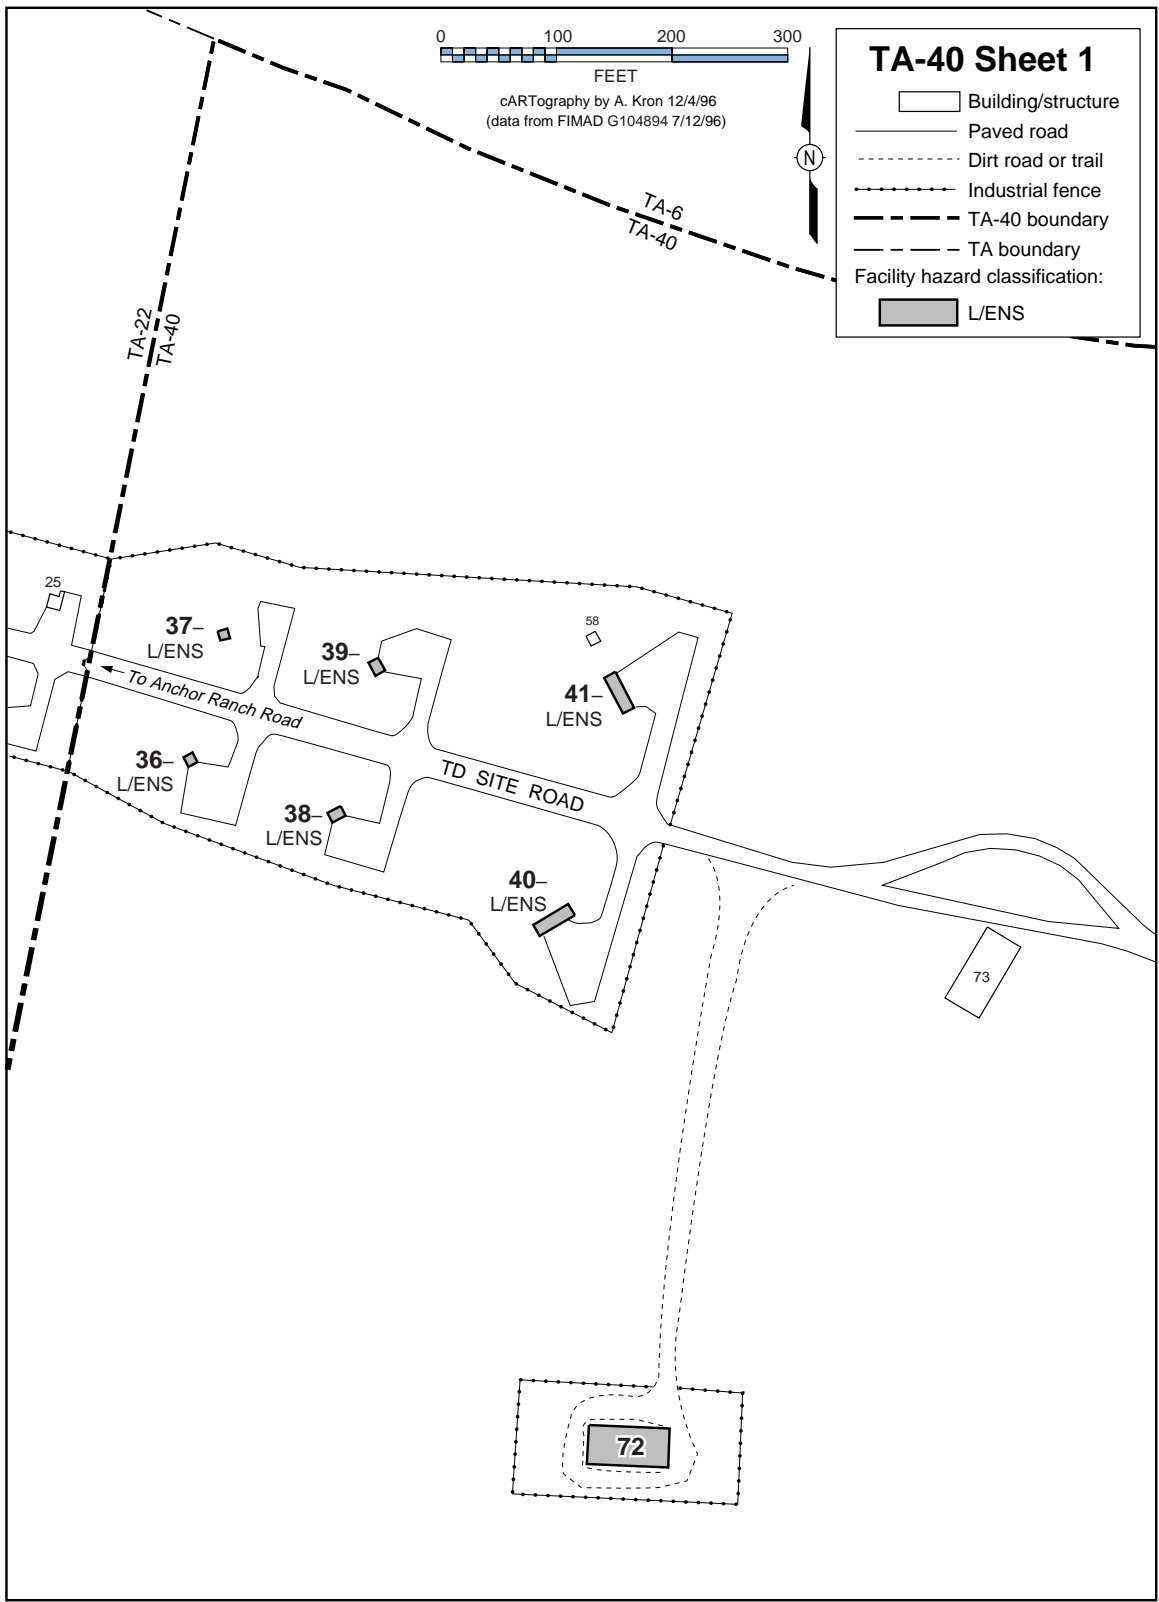 0 100 200 300
FEET
cARTography by A. Kron 12/4/96
(data from FIMAD G104894 7/12/96)
N
TA-40 Sheet 1
Building/structure
Paved road
Dirt road or trail
Industrial fence
TA-40 boundary
TA boundary
Facility hazard classification:
L/ENS
TA-6
TA-40
TA-22
TA-40
25
37–
L/ENS
39–
L/ENS
58
41–
L/ENS
To Anchor Ranch Road
36–
L/ENS
38–
L/ENS
TD SITE ROAD
40–
L/ENS
73
72